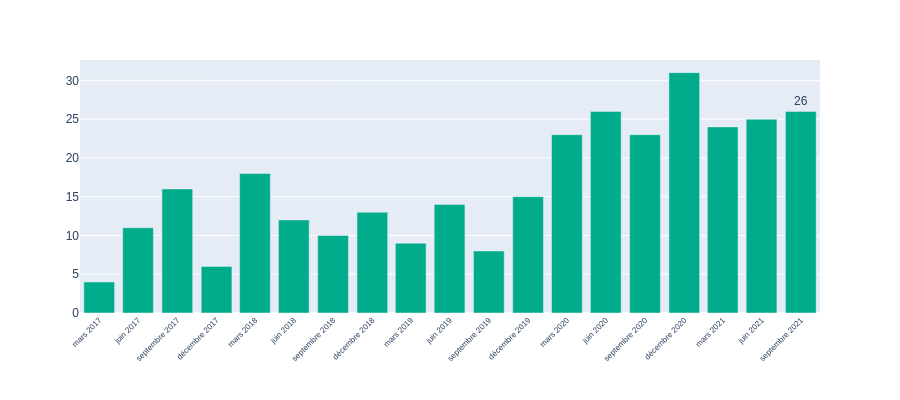 30
25
20
15
10
5
0
26
mars 2017
juin 2017
septembre 2017
décembre 2017
mars 2018
juin 2018
septembre 2018
décembre 2018
mars 2019
juin 2019
septembre 2019
décembre 2019
mars 2020
juin 2020
septembre 2020
décembre 2020
mars 2021
juin 2021
septembre 2021